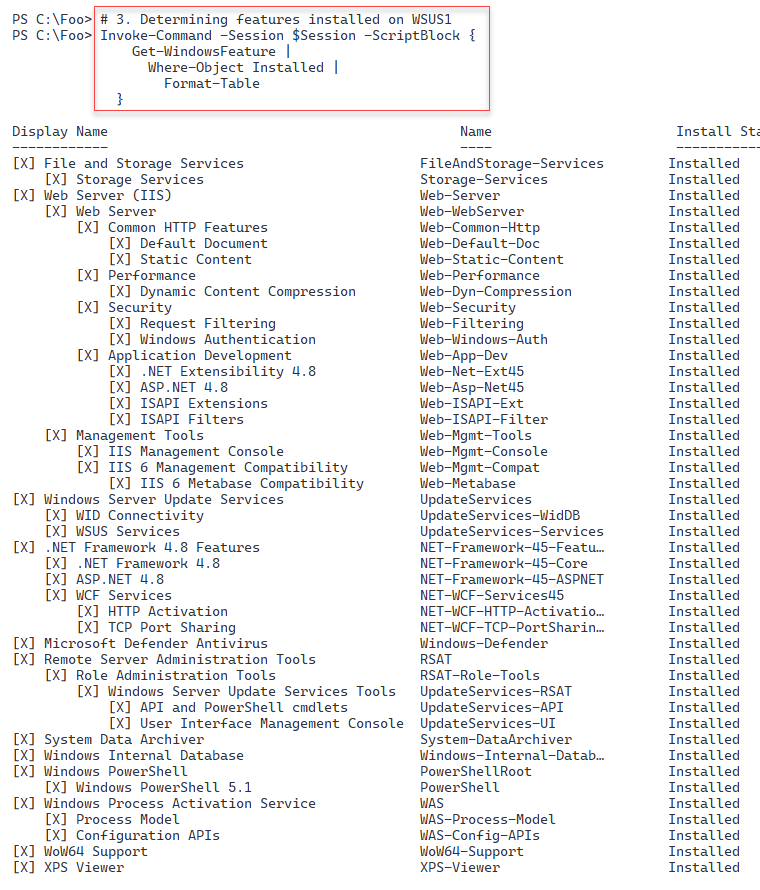 PS C:\Foo> # 3. Determining features installed on WSUS1
PS C:\Foo> Invoke-Command -Session $Session -ScriptBlock {
    Get-WindowsFeature |
      Where-Object Installed |
        Format-Table
  }
Display Name                                            Name                       Install Sta
------------                                            ----                       -----------
[X] File and Storage Services                      FileAndStorage-Services        Installed
    [X] Storage Services                           Storage-Services               Installed
[X] Web Server (IIS)                               Web-Server                     Installed
    [X] Web Server                                 Web-WebServer                  Installed
        [X] Common HTTP Features                   Web-Common-Http                Installed
            [X] Default Document                   Web-Default-Doc                Installed
            [X] Static Content                     Web-Static-Content             Installed
        [X] Performance                            Web-Performance                Installed
            [X] Dynamic Content Compression        Web-Dyn-Compression            Installed
        [X] Security                               Web-Security                   Installed
            [X] Request Filtering                  Web-Filtering                  Installed
            [X] Windows Authentication             Web-Windows-Auth               Installed
        [X] Application Development                Web-App-Dev                    Installed
            [X] .NET Extensibility 4.8             Web-Net-Ext45                  Installed
            [X] ASP.NET 4.8                        Web-Asp-Net45                  Installed
            [X] ISAPI Extensions                   Web-ISAPI-Ext                  Installed
            [X] ISAPI Filters                      Web-ISAPI-Filter               Installed
    [X] Management Tools                           Web-Mgmt-Tools                 Installed
        [X] IIS Management Console                 Web-Mgmt-Console               Installed
        [X] IIS 6 Management Compatibility         Web-Mgmt-Compat                Installed
            [X] IIS 6 Metabase Compatibility       Web-Metabase                   Installed
[X] Windows Server Update Services                 UpdateServices                 Installed
    [X] WID Connectivity                           UpdateServices-WidDB           Installed
    [X] WSUS Services                              UpdateServices-Services        Installed
[X] .NET Framework 4.8 Features                    NET-Framework-45-Featu…        Installed
    [X] .NET Framework 4.8                         NET-Framework-45-Core          Installed
    [X] ASP.NET 4.8                                NET-Framework-45-ASPNET        Installed
    [X] WCF Services                               NET-WCF-Services45             Installed
        [X] HTTP Activation                        NET-WCF-HTTP-Activatio…        Installed
        [X] TCP Port Sharing                       NET-WCF-TCP-PortSharin…        Installed
[X] Microsoft Defender Antivirus                   Windows-Defender               Installed
[X] Remote Server Administration Tools             RSAT                           Installed
    [X] Role Administration Tools                  RSAT-Role-Tools                Installed
        [X] Windows Server Update Services Tools   UpdateServices-RSAT            Installed
            [X] API and PowerShell cmdlets         UpdateServices-API             Installed
            [X] User Interface Management Console  UpdateServices-UI              Installed
[X] System Data Archiver                           System-DataArchiver            Installed
[X] Windows Internal Database                      Windows-Internal-Datab…        Installed
[X] Windows PowerShell                             PowerShellRoot                 Installed
    [X] Windows PowerShell 5.1                     PowerShell                     Installed
[X] Windows Process Activation Service             WAS                            Installed
    [X] Process Model                              WAS-Process-Model              Installed
    [X] Configuration APIs                         WAS-Config-APIs                Installed
[X] WoW64 Support                                  WoW64-Support                  Installed
[X] XPS Viewer                                     XPS-Viewer                     Installed